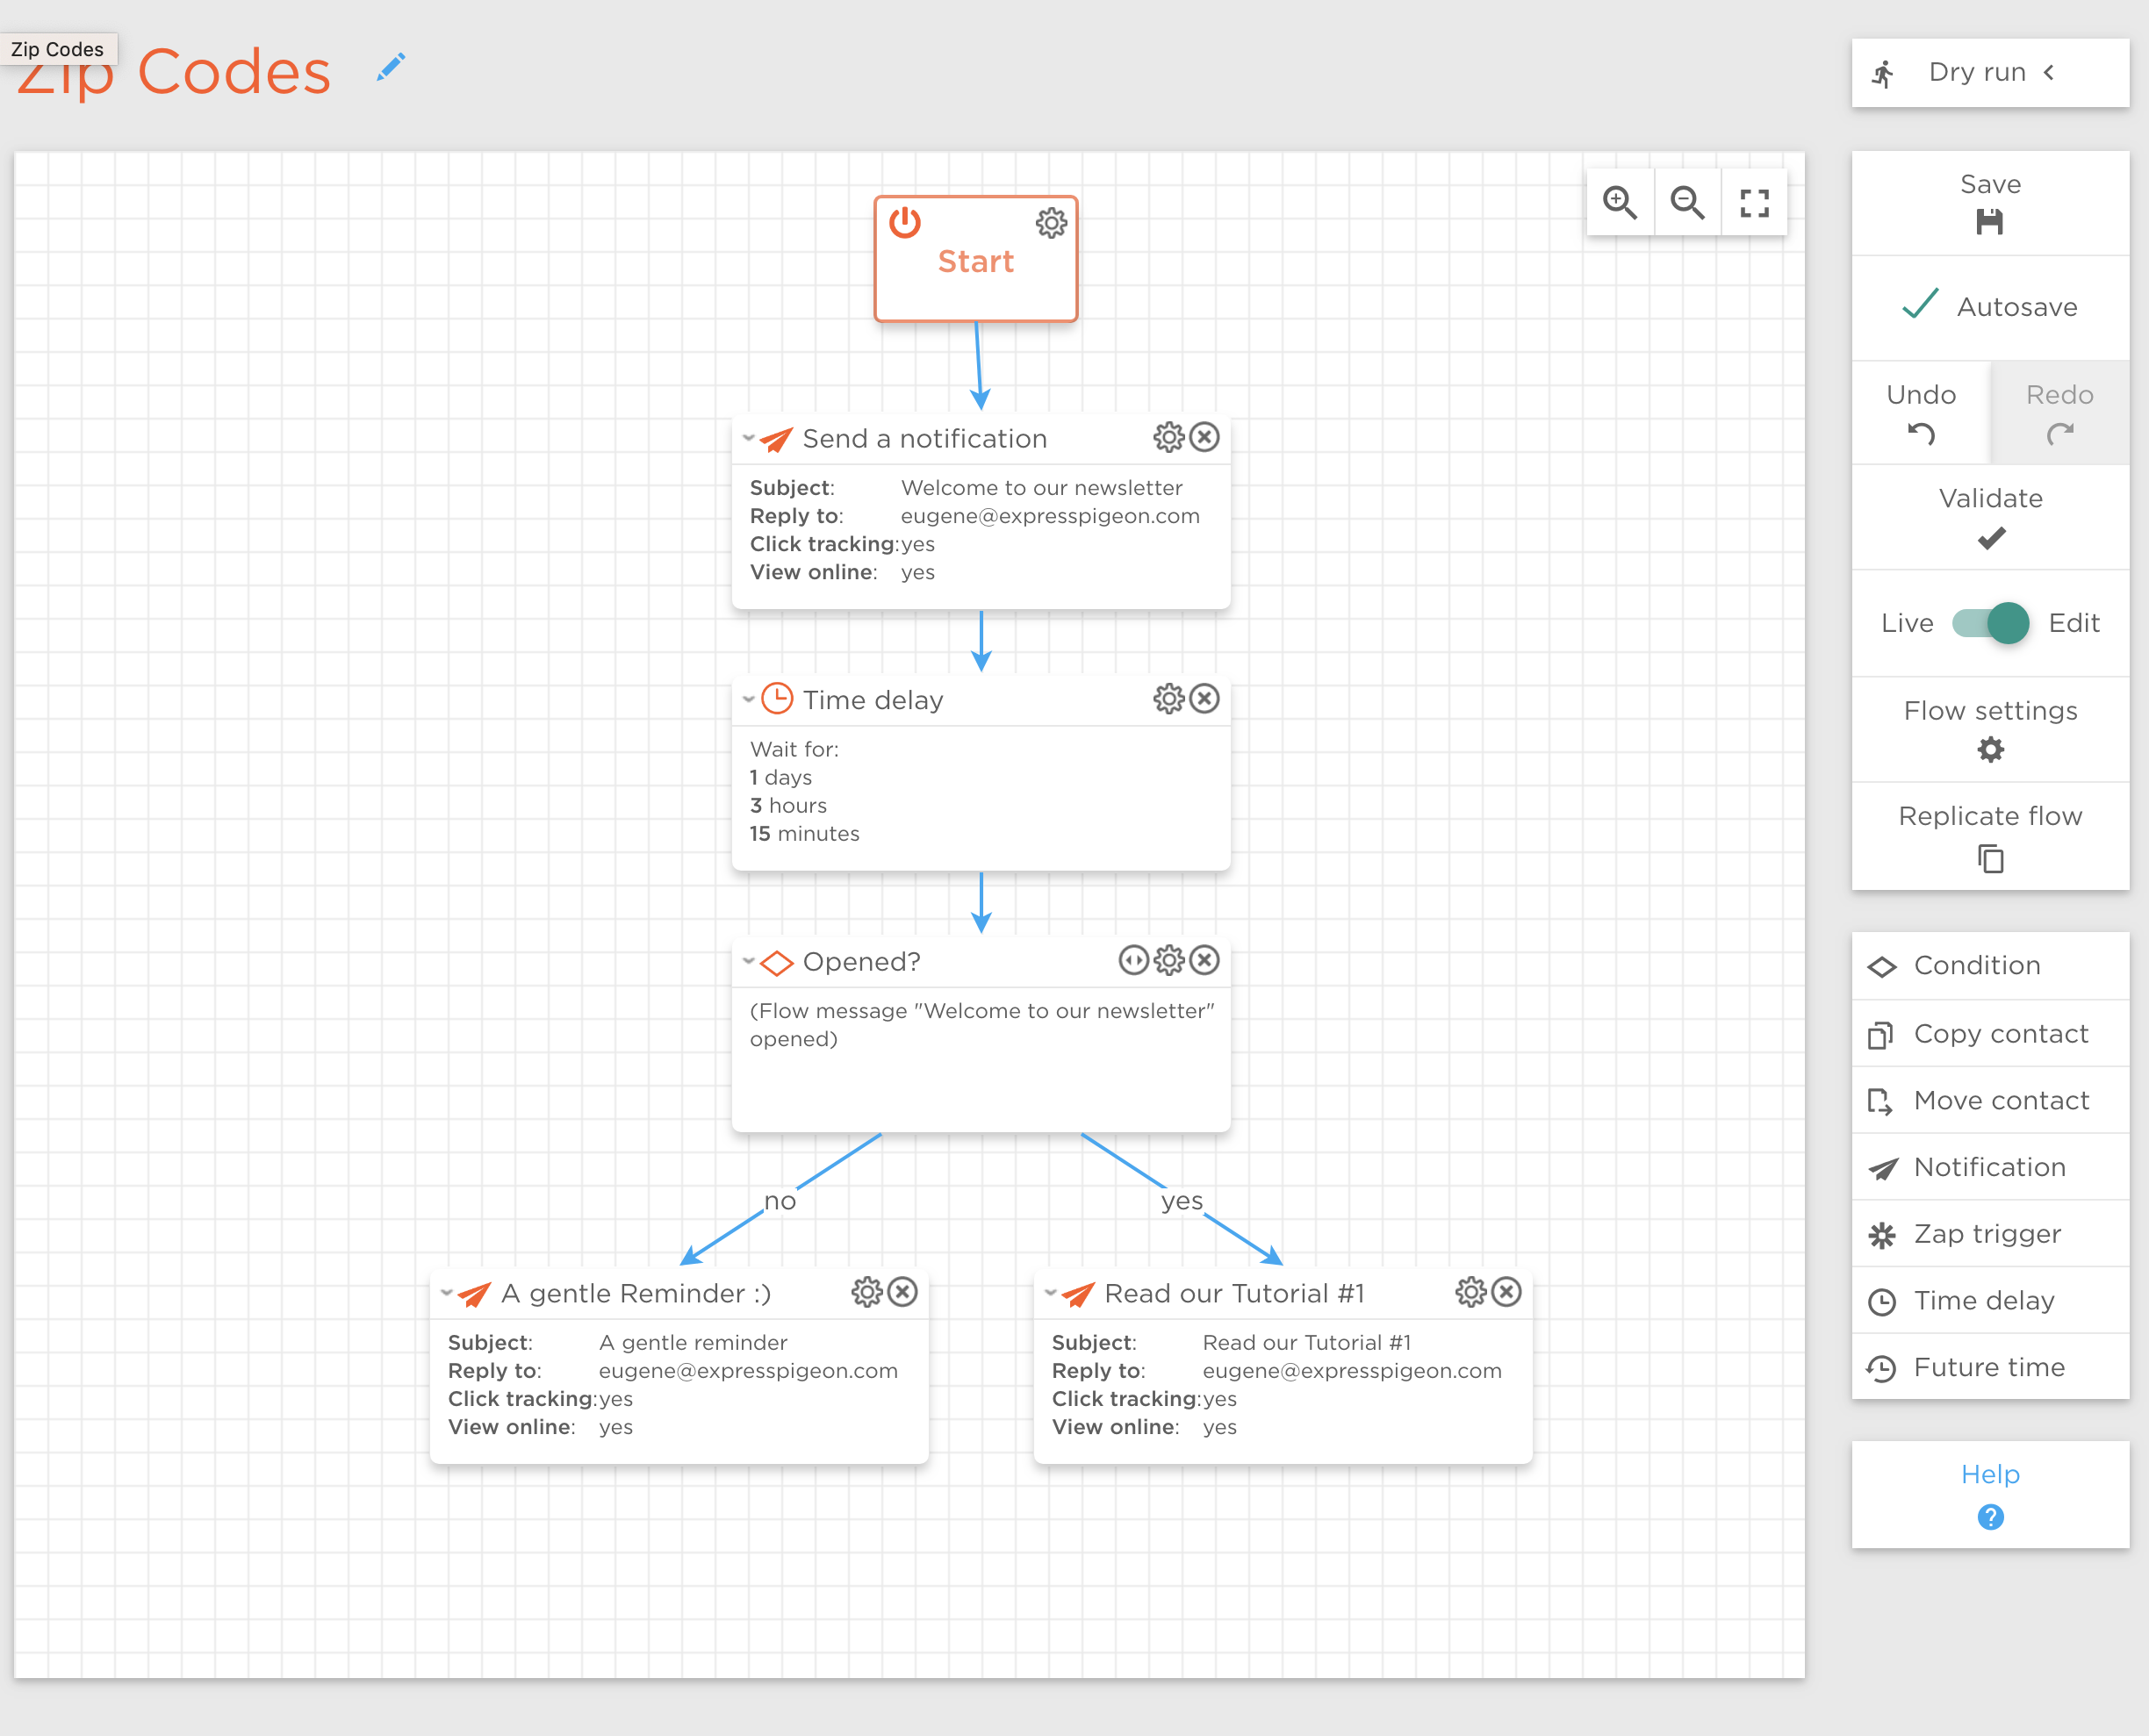 Zip Codes
Zip Codes
Dry run
Start
Send a notification
Subject: Welcome to our newsletter
Reply to: eugene@expresspigeon.com
Click tracking: yes
View online: yes
Time delay
Wait for:
1 days
3 hours
15 minutes
Opened?
(Flow message "Welcome to our newsletter"
opened)
no
yes
A gentle Reminder :)
Subject: A gentle reminder
Reply to: eugene@expresspigeon.com
Click tracking: yes
View online: yes
Read our Tutorial #1
Subject: Read our Tutorial #1
Reply to: eugene@expresspigeon.com
Click tracking: yes
View online: yes
Save
Autosave
Undo
Redo
Validate
Live
Edit
Flow settings
Replicate flow
Condition
Copy contact
Move contact
Notification
Zap trigger
Time delay
Future time
Help